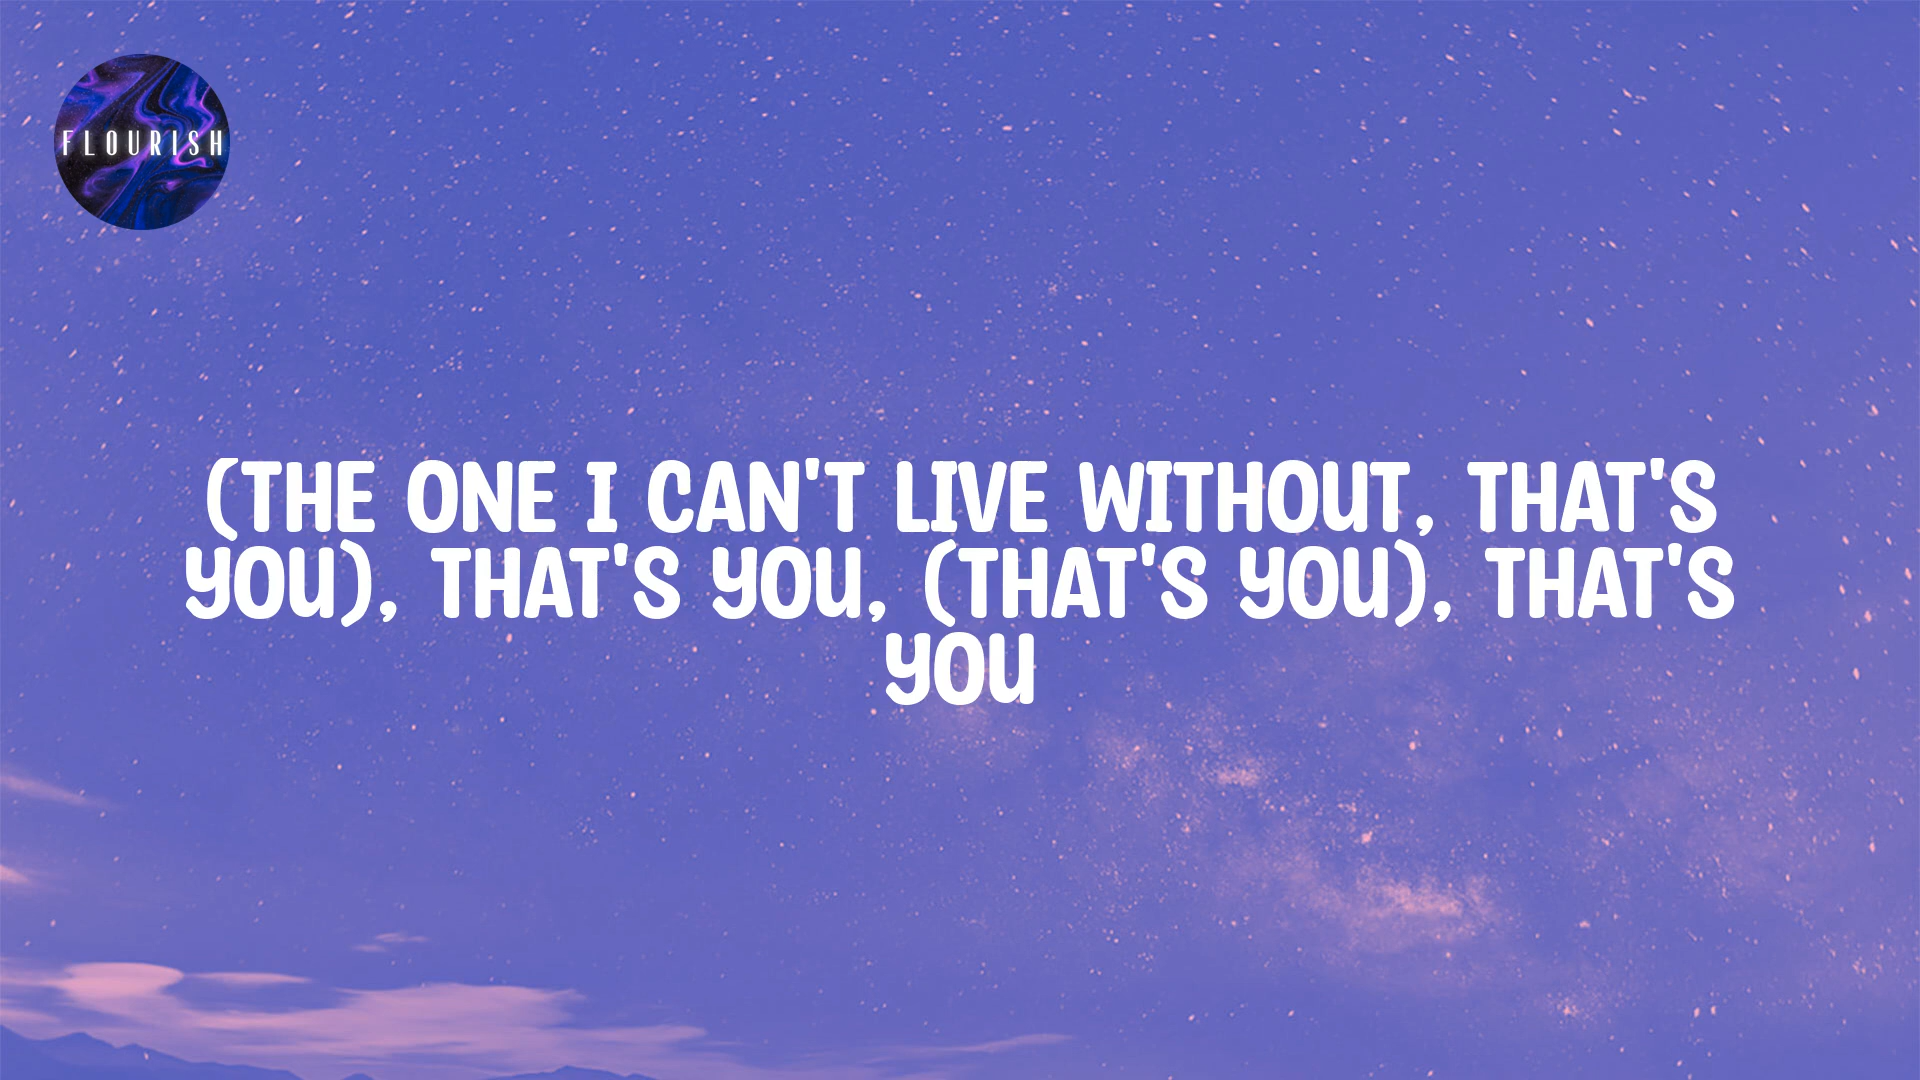 FLOURISH
(THE ONE I CAN'T LIVE WITHOUT, THAT'S
YOU), THAT'S YOU, (THAT'S YOU), THAT'S
YOU